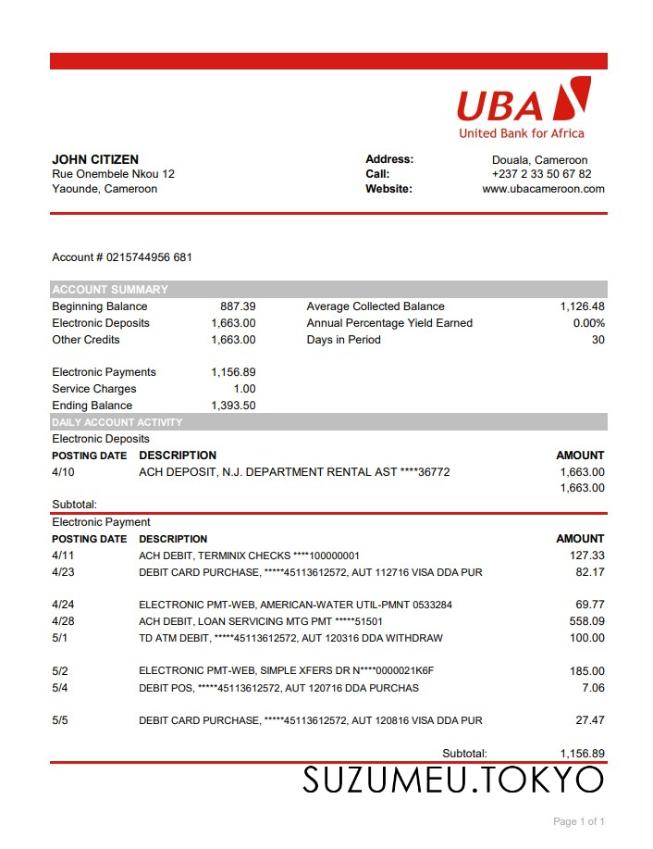 UBA
United Bank for Africa
JOHN CITIZEN Address: Douala, Cameroon
Rue Onembele Nkou 12 Call: +237 2 33 50 67 82
Yaounde, Cameroon Website: www.ubacameroon.com
Account # 0215744956 681
ACCOUNT SUMMARY
Beginning Balance 887.39 Average Collected Balance 1,126.48
Electronic Deposits 1,663.00 Annual Percentage Yield Earned 0.00%
Other Credits 1,663.00 Days in Period 30
Electronic Payments 1,156.89
Service Charges 1.00
Ending Balance 1,393.50
DAILY ACCOUNT ACTIVITY
Electronic Deposits
POSTING DATE DESCRIPTION AMOUNT
4/10 ACH DEPOSIT, N.J. DEPARTMENT RENTAL AST ****36772 1,663.00
1,663.00
Subtotal:
Electronic Payment
POSTING DATE DESCRIPTION AMOUNT
4/11 ACH DEBIT, TERMINIX CHECKS ****100000001 127.33
4/23 DEBIT CARD PURCHASE, *****45113612572, AUT 112716 VISA DDA PUR 82.17
4/24 ELECTRONIC PMT-WEB, AMERICAN-WATER UTIL-PMNT 0533284 69.77
4/28 ACH DEBIT, LOAN SERVICING MTG PMT *****51501 558.09
5/1 TD ATM DEBIT, *****45113612572, AUT 120316 DDA WITHDRAW 100.00
5/2 ELECTRONIC PMT-WEB, SIMPLE XFERS DR N****0000021K6F 185.00
5/4 DEBIT POS, *****45113612572, AUT 120716 DDA PURCHAS 7.06
5/5 DEBIT CARD PURCHASE, *****45113612572, AUT 120816 VISA DDA PUR 27.47
Subtotal: 1,156.89
SUZUMEU.TOKYO
Page 1 of 1